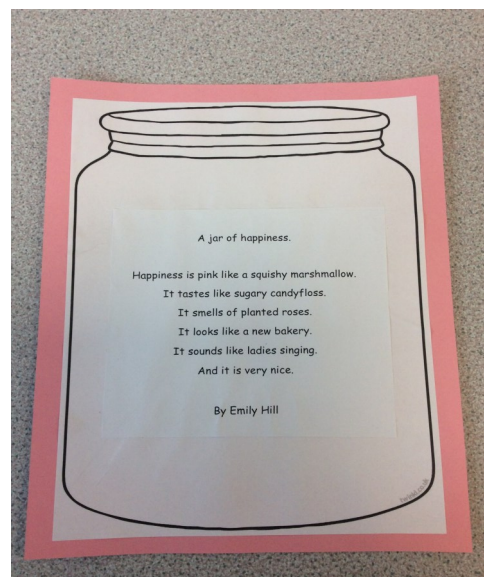 A jar of happiness.
Happiness is pink like a squishy marshmallow.
It tastes like sugary candyfloss.
It smells of planted roses.
It looks like a new bakery.
It sounds like ladies singing.
And it is very nice.
By Emily Hill